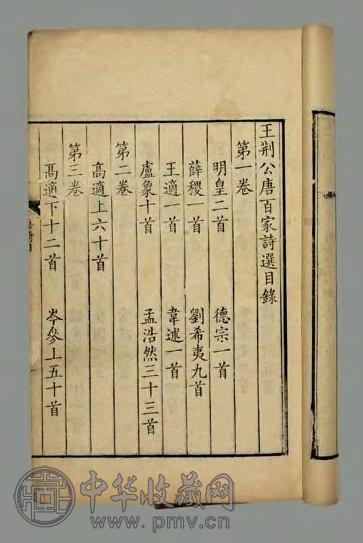 王荆公唐百家詩選目錄
第一卷
明皇二首 德宗一首
薛稷一首 劉希夷九首
王適一首 韋述一首
盧象十首 孟浩然三十三首
第二卷
高適上六十首
第三卷
高適下十二首 岑參上五十首
中华收藏网
www.pmv.cn